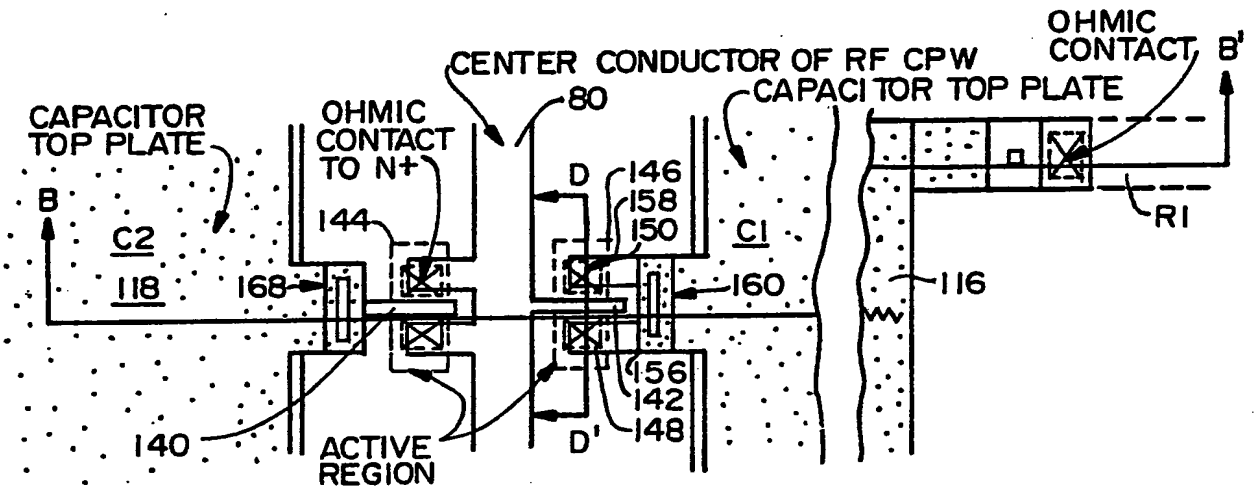 OHMIC
CONTACT
B'
CENTER CONDUCTOR OF RF CPW
80
CAPACITOR TOP PLATE
CAPACITOR
TOP PLATE
OHMIC
CONTACT
TO N+
B
D
146
158
150
144
C2
118
168
C1
160
116
R1
156
142
148
140
ACTIVE
REGION
D'